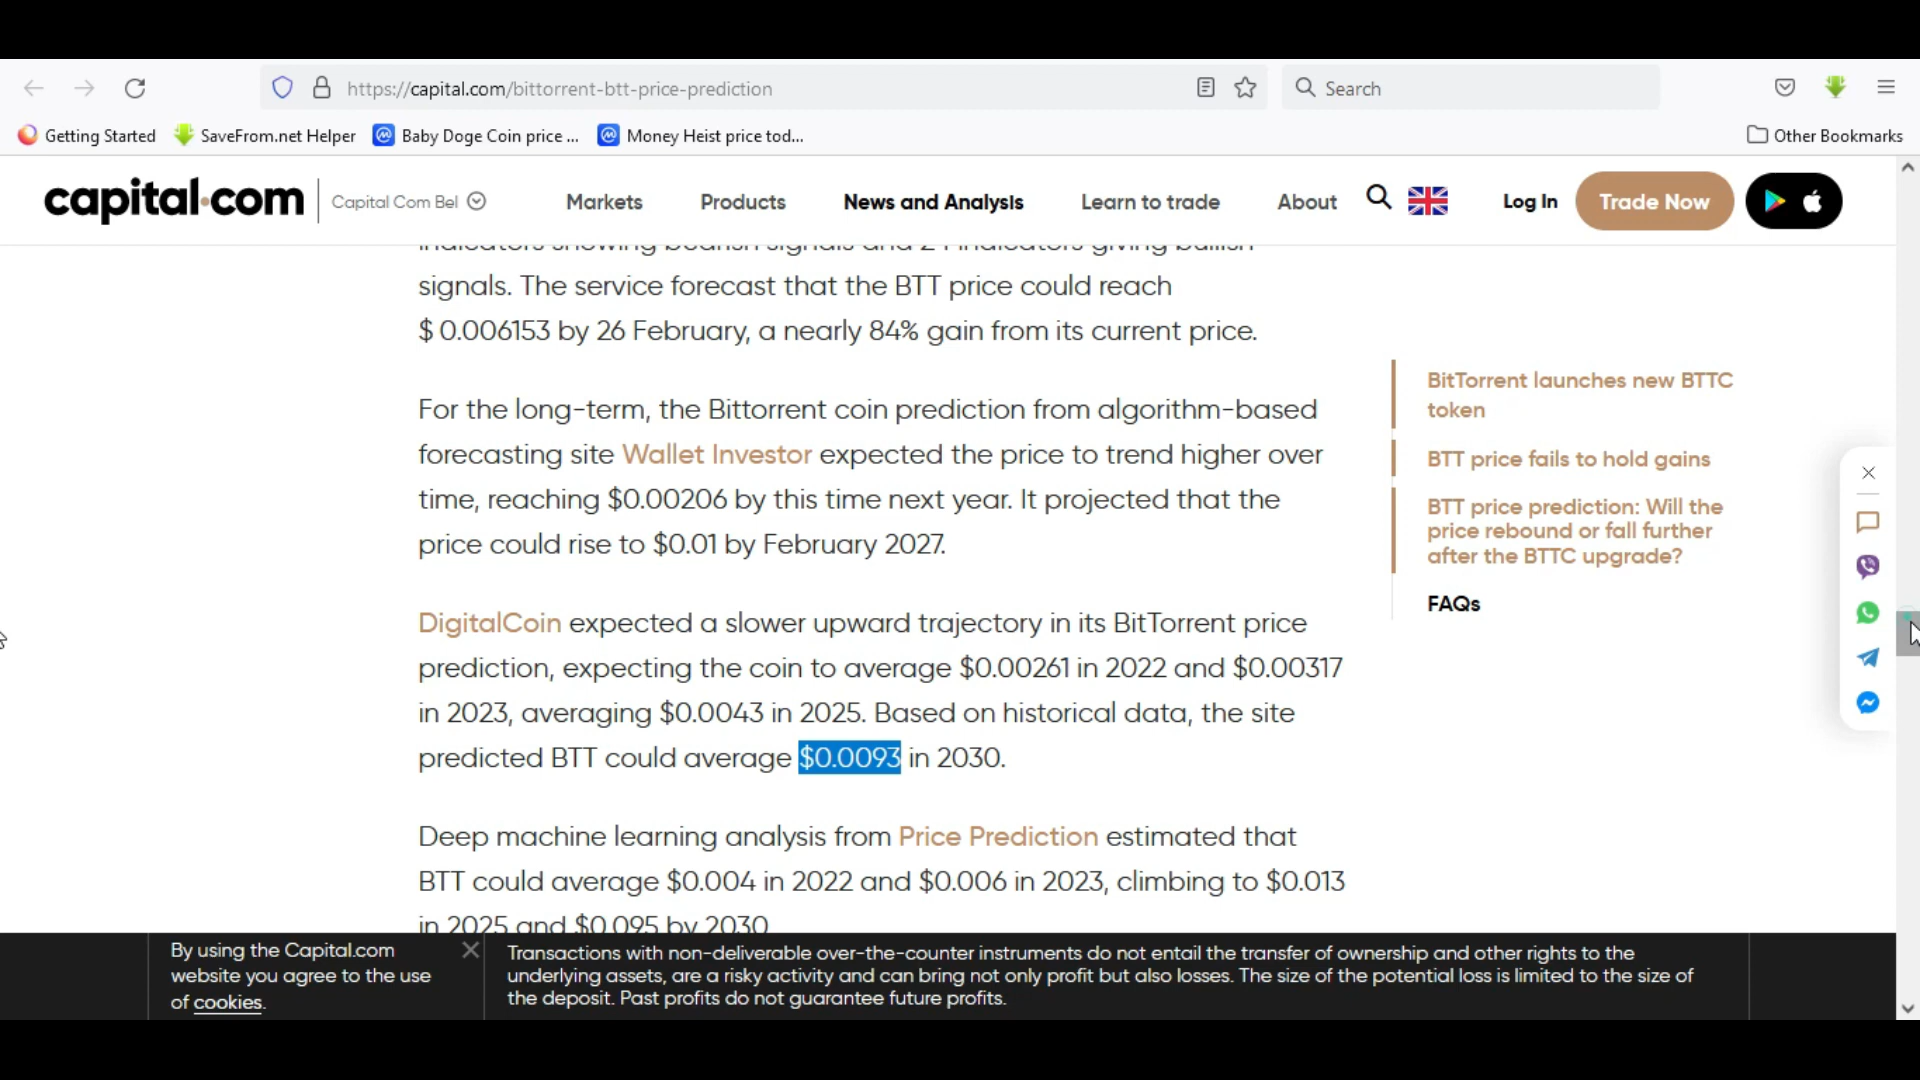 https://capital.com/bittorrent-btt-price-prediction
Search
Getting Started
SaveFrom.net Helper
Baby Doge Coin price ...
Money Heist price tod...
Other Bookmarks
capital.com
Capital Com Bel
Markets
Products
News and Analysis
Learn to trade
About
Log In
Trade Now
indicators showing bearish signals and 24 indicators giving bullish
signals. The service forecast that the BTT price could reach
$ 0.006153 by 26 February, a nearly 84% gain from its current price.
For the long-term, the Bittorrent coin prediction from algorithm-based
forecasting site Wallet Investor expected the price to trend higher over
time, reaching $0.00206 by this time next year. It projected that the
price could rise to $0.01 by February 2027.
DigitalCoin expected a slower upward trajectory in its BitTorrent price
prediction, expecting the coin to average $0.00261 in 2022 and $0.00317
in 2023, averaging $0.0043 in 2025. Based on historical data, the site
predicted BTT could average $0.0093 in 2030.
Deep machine learning analysis from Price Prediction estimated that
BTT could average $0.004 in 2022 and $0.006 in 2023, climbing to $0.013
in 2025 and $0.095 by 2030
BitTorrent launches new BTTC
token
BTT price fails to hold gains
BTT price prediction: Will the
price rebound or fall further
after the BTTC upgrade?
FAQs
By using the Capital.com
website you agree to the use
of cookies.
Transactions with non-deliverable over-the-counter instruments do not entail the transfer of ownership and other rights to the
underlying assets, are a risky activity and can bring not only profit but also losses. The size of the potential loss is limited to the size of
the deposit. Past profits do not guarantee future profits.